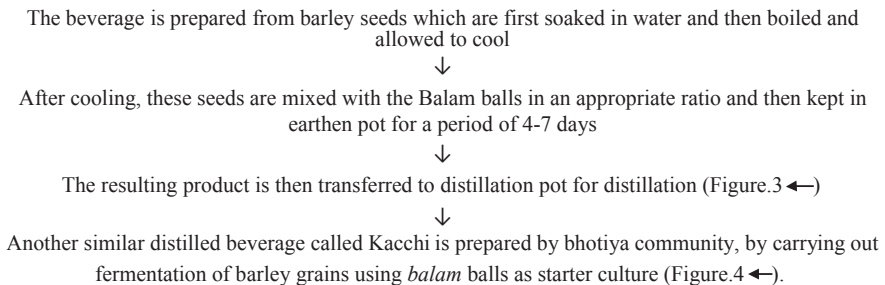 The beverage is prepared from barley seeds which are first soaked in water and then boiled and
allowed to cool
↓
After cooling, these seeds are mixed with the Balam balls in an appropriate ratio and then kept in
earthen pot for a period of 4-7 days
↓
The resulting product is then transferred to distillation pot for distillation (Figure.3 ←)
↓
Another similar distilled beverage called Kacchi is prepared by bhotiya community, by carrying out
fermentation of barley grains using balam balls as starter culture (Figure.4 ←).